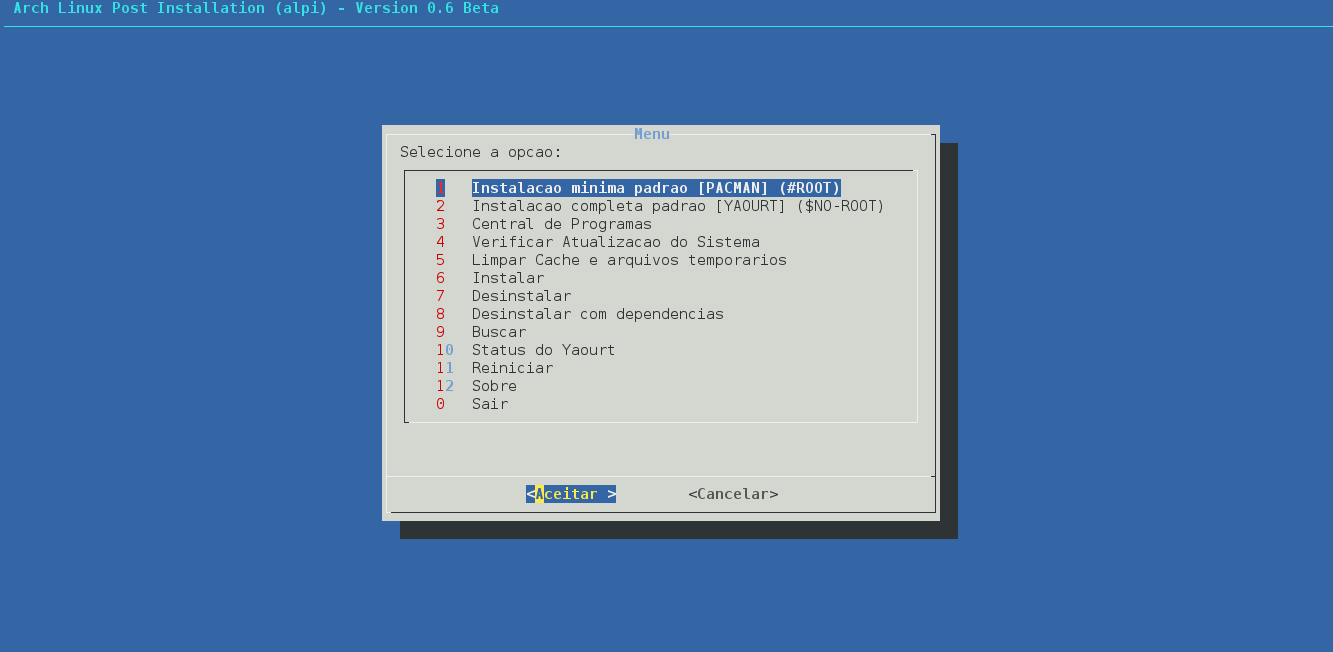 Arch Linux Post Installation (alpi) - Version 0.6 Beta
Menu
Selecione a opcao:
1 Instalacao minima padrao [PACMAN] (#ROOT)
2 Instalacao completa padrao [YAOURT] ($NO-ROOT)
3 Central de Programas
4 Verificar Atualizacao do Sistema
5 Limpar Cache e arquivos temporarios
6 Instalar
7 Desinstalar
8 Desinstalar com dependencias
9 Buscar
10 Status do Yaourt
11 Reiniciar
12 Sobre
0 Sair
<Aceitar > <Cancelar>